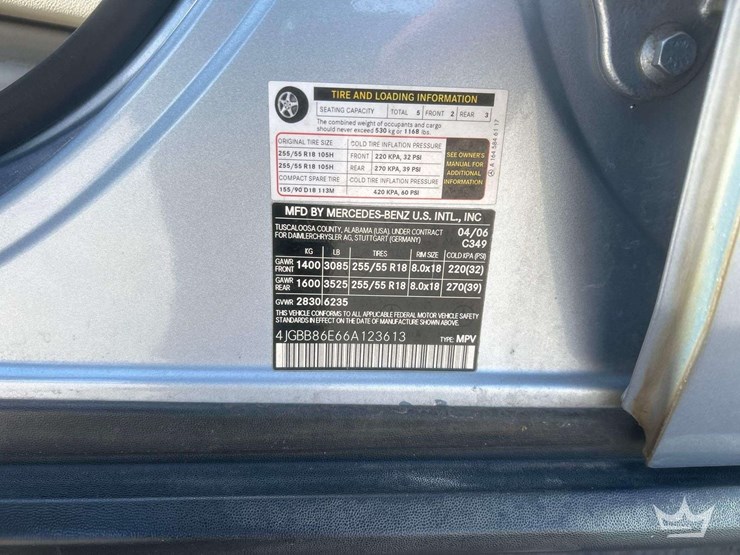 TIRE AND LOADING INFORMATION
SEATING CAPACITY TOTAL 5 FRONT 2 REAR 3
The combined weight of occupants and cargo
should never exceed 530 kg or 1168 lbs.
ORIGINAL TIRE SIZE COLD TIRE INFLATION PRESSURE
255/55 R18 105H FRONT 220 KPA, 32 PSI
255/55 R18 105H REAR 270 KPA, 39 PSI
COMPACT SPARE TIRE COLD TIRE INFLATION PRESSURE
155/90 D18 113M 420 KPA, 60 PSI
SEE OWNER'S
MANUAL FOR
ADDITIONAL
INFORMATION
A 164 584 61 17
MFD BY MERCEDES-BENZ U.S. INTL., INC
TUSCALOOSA COUNTY, ALABAMA (USA) UNDER CONTRACT 04/06
FOR DAIMLERCHRYSLER AG, STUTTGART (GERMANY) C349
KG LB TIRES RIM SIZE COLD KPA (PSI)
GAWR
FRONT 1400 3085 255/55 R18 8.0x18 220(32)
GAWR
REAR 1600 3525 255/55 R18 8.0x18 270(39)
GVWR 2830 6235
THIS VEHICLE CONFORMS TO ALL APPLICABLE FEDERAL MOTOR VEHICLE SAFETY
STANDARDS IN EFFECT ON THE DATE OF MANUFACTURE SHOWN ABOVE.
4JGBB86E66A123613 TYPE: MPV